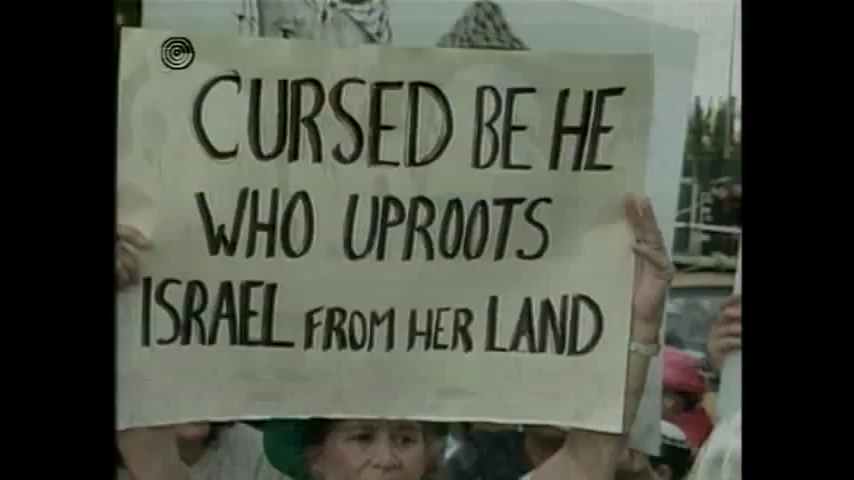 CURSED BE HE
WHO UPROOTS
ISRAEL FROM HER LAND